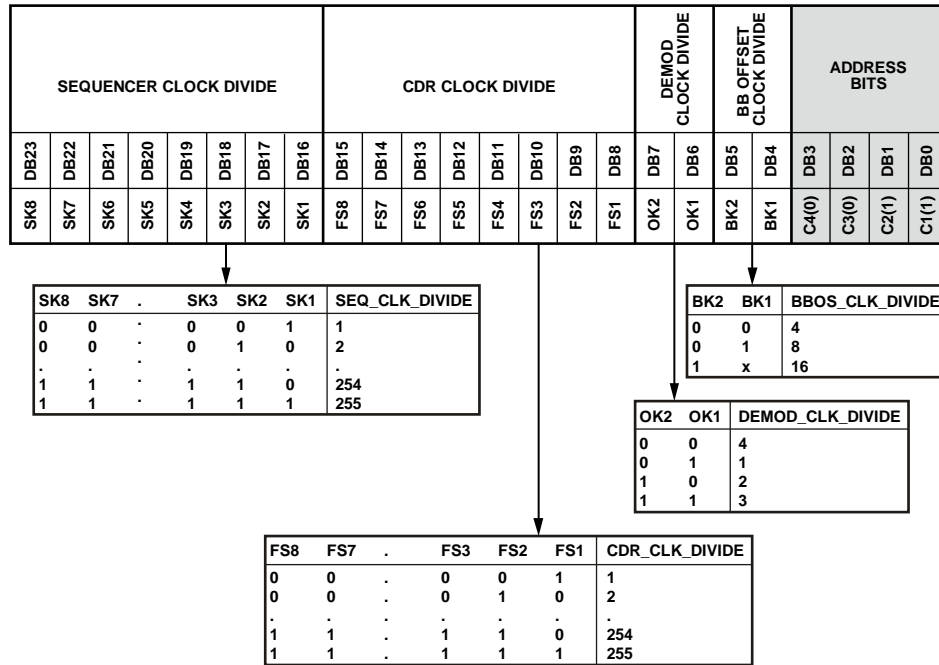 SEQUENCER CLOCK DIVIDE
CDR CLOCK DIVIDE
DEMOD
CLOCK DIVIDE
BB OFFSET
CLOCK DIVIDE
ADDRESS
BITS
DB23 DB22 DB21 DB20 DB19 DB18 DB17 DB16 DB15 DB14 DB13 DB12 DB11 DB10 DB9 DB8 DB7 DB6 DB5 DB4 DB3 DB2 DB1 DB0
SK8 SK7 SK6 SK5 SK4 SK3 SK2 SK1 FS8 FS7 FS6 FS5 FS4 FS3 FS2 FS1 OK2 OK1 BK2 BK1 C4(0) C3(0) C2(1) C1(1)
SK8 SK7 . SK3 SK2 SK1 SEQ_CLK_DIVIDE
0 0 . 0 0 1 1
0 0 . 0 1 0 2
. . . . . . .
1 1 . 1 1 0 254
1 1 . 1 1 1 255
BK2 BK1 BBOS_CLK_DIVIDE
0 0 4
0 1 8
1 x 16
OK2 OK1 DEMOD_CLK_DIVIDE
0 0 4
0 1 1
1 0 2
1 1 3
FS8 FS7 . FS3 FS2 FS1 CDR_CLK_DIVIDE
0 0 . 0 0 1 1
0 0 . 0 1 0 2
. . . . . . .
1 1 . 1 1 0 254
1 1 . 1 1 1 255